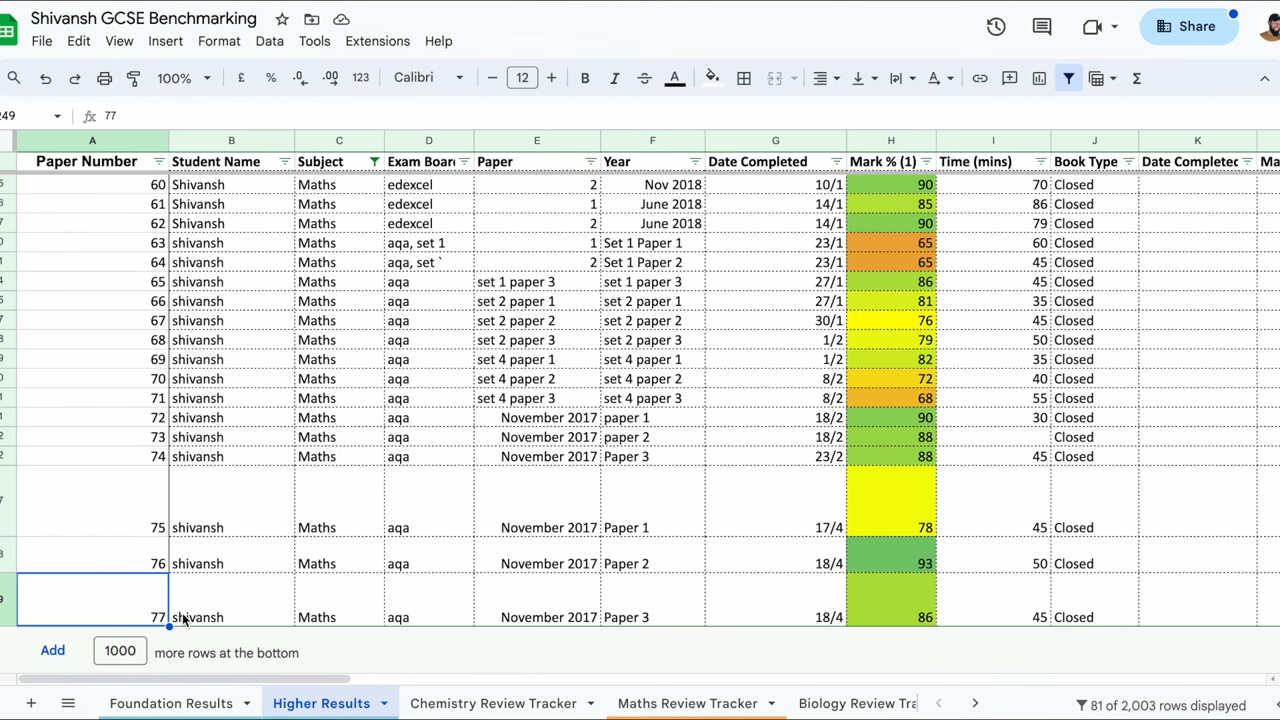 Shivansh GCSE Benchmarking
File Edit View Insert Format Data Tools Extensions Help
Share
100% £ % .0 .00 123 Calibri 12 B I A
249 fx 77
A B C D E F G H I J K
Paper Number Student Name Subject Exam Boar Paper Year Date Completed Mark % (1) Time (mins) Book Type Date Completec Ma
60 Shivansh Maths edexcel 2 Nov 2018 10/1 90 70 Closed
61 Shivansh Maths edexcel 1 June 2018 14/1 85 86 Closed
62 Shivansh Maths edexcel 2 June 2018 14/1 90 79 Closed
63 shivansh Maths aqa, set 1 1 Set 1 Paper 1 23/1 65 60 Closed
64 shivansh Maths aqa, set ` 2 Set 1 Paper 2 23/1 65 45 Closed
65 shivansh Maths aqa set 1 paper 3 set 1 paper 3 27/1 86 45 Closed
66 shivansh Maths aqa set 2 paper 1 set 2 paper 1 27/1 81 35 Closed
67 shivansh Maths aqa set 2 paper 2 set 2 paper 2 30/1 76 45 Closed
68 shivansh Maths aqa set 2 paper 3 set 2 paper 3 1/2 79 50 Closed
69 shivansh Maths aqa set 4 paper 1 set 4 paper 1 1/2 82 35 Closed
70 shivansh Maths aqa set 4 paper 2 set 4 paper 2 8/2 72 40 Closed
71 shivansh Maths aqa set 4 paper 3 set 4 paper 3 8/2 68 55 Closed
72 shivansh Maths aqa November 2017 paper 1 18/2 90 30 Closed
73 shivansh Maths aqa November 2017 paper 2 18/2 88 Closed
74 shivansh Maths aqa November 2017 Paper 3 23/2 88 45 Closed
75 shivansh Maths aqa November 2017 Paper 1 17/4 78 45 Closed
76 shivansh Maths aqa November 2017 Paper 2 18/4 93 50 Closed
77 shivansh Maths aqa November 2017 Paper 3 18/4 86 45 Closed
Add 1000 more rows at the bottom
Foundation Results Higher Results Chemistry Review Tracker Maths Review Tracker Biology Review Tra 81 of 2,003 rows displayed